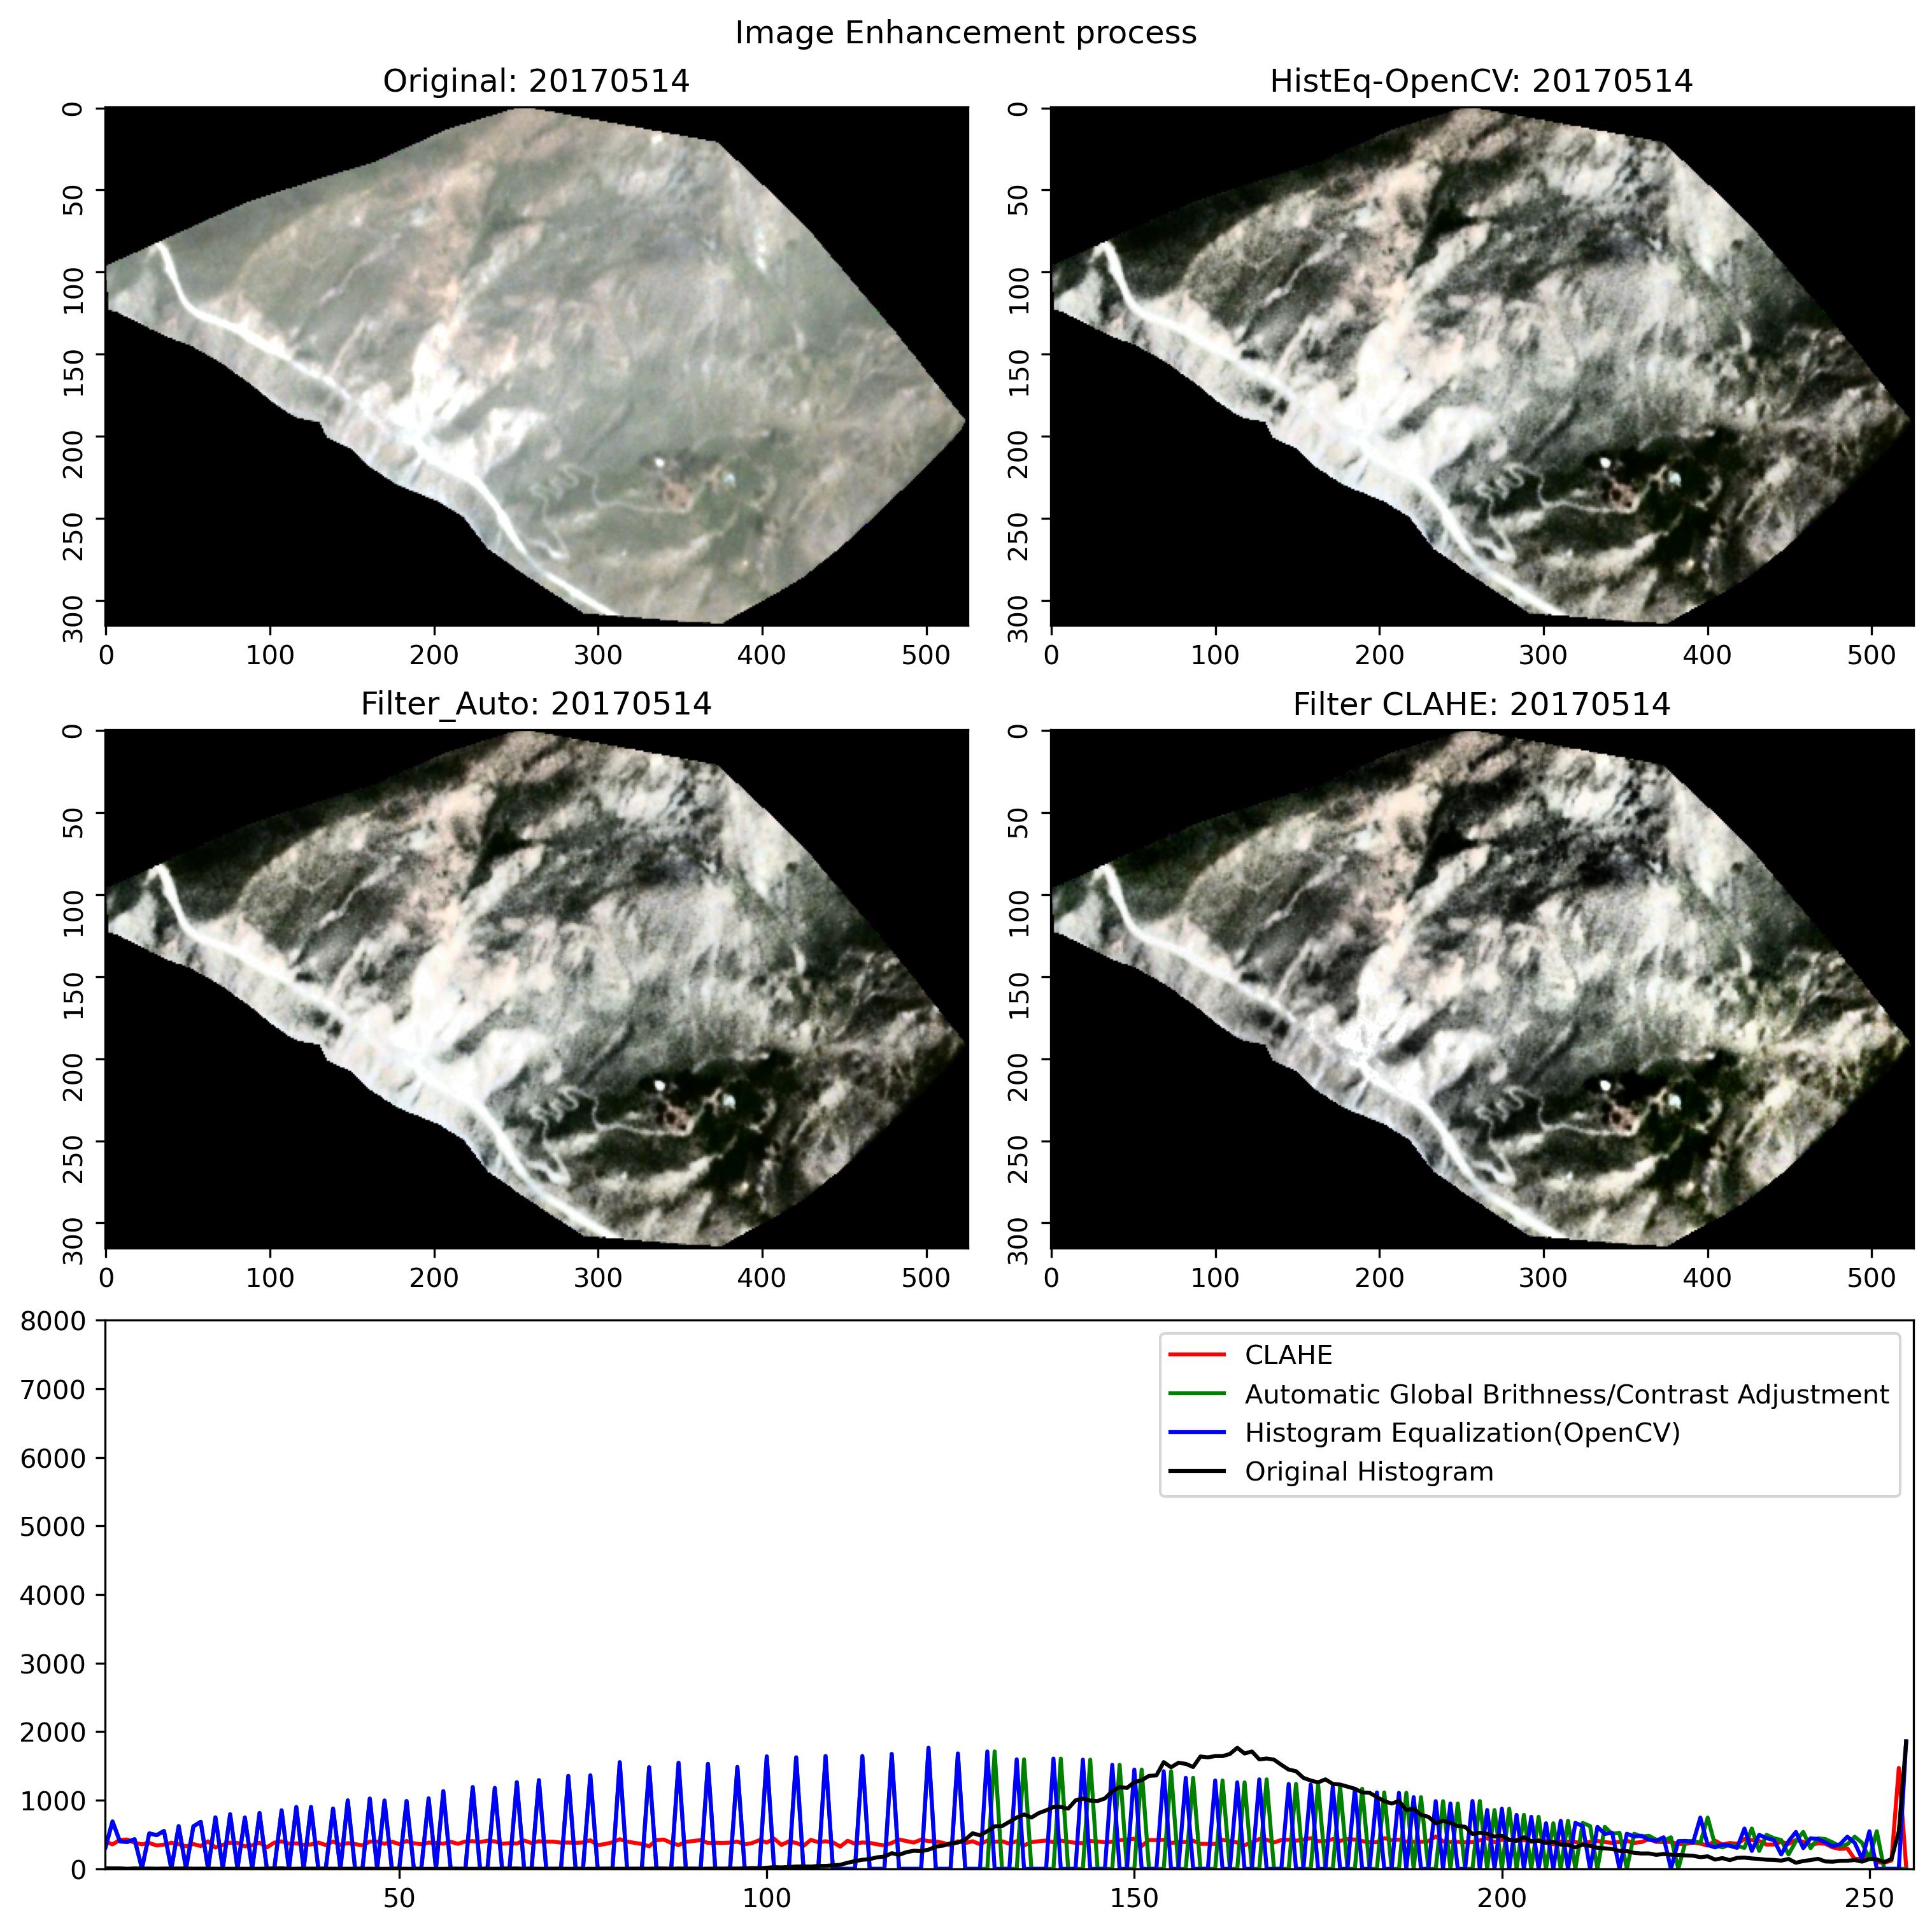 Image Enhancement process
Original: 20170514
HistEq-OpenCV: 20170514
0
50
100
150
200
250
300
0 100 200 300 400 500
0
50
100
150
200
250
300
0 100 200 300 400 500
Filter_Auto: 20170514
Filter CLAHE: 20170514
0
50
100
150
200
250
300
0 100 200 300 400 500
0
50
100
150
200
250
300
0 100 200 300 400 500
8000
7000
6000
5000
4000
3000
2000
1000
0
CLAHE
Automatic Global Brithness/Contrast Adjustment
Histogram Equalization(OpenCV)
Original Histogram
50 100 150 200 250